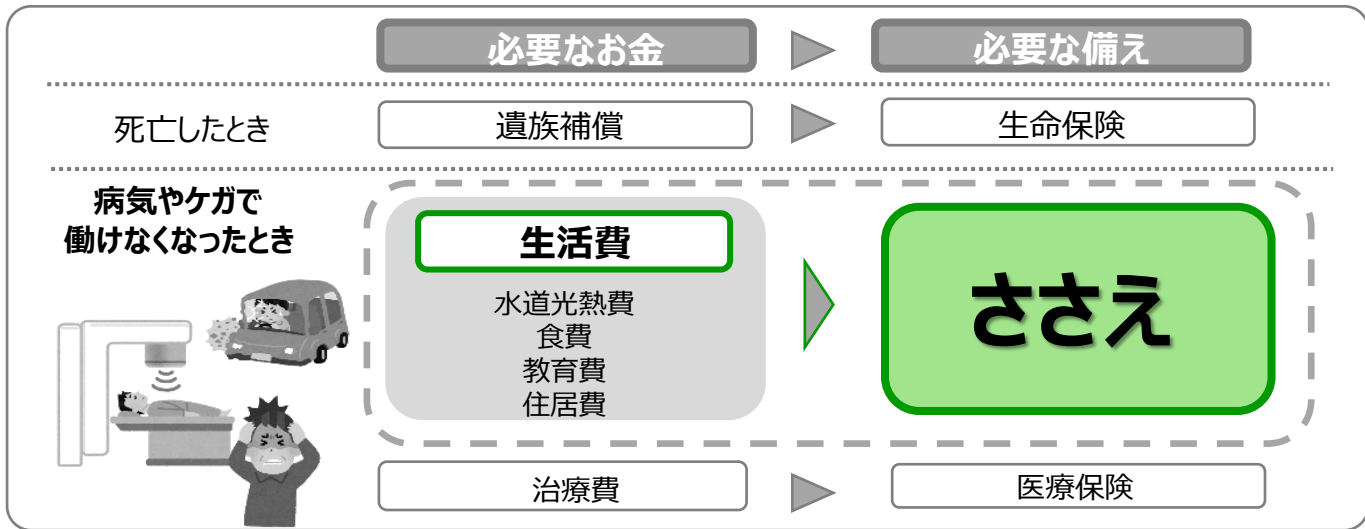 必要なお金
必要な備え
死亡したとき
遺族補償
生命保険
病気やケガで
働けなくなったとき
生活費
水道光熱費
食費
教育費
住居費
ささえ
治療費
医療保険